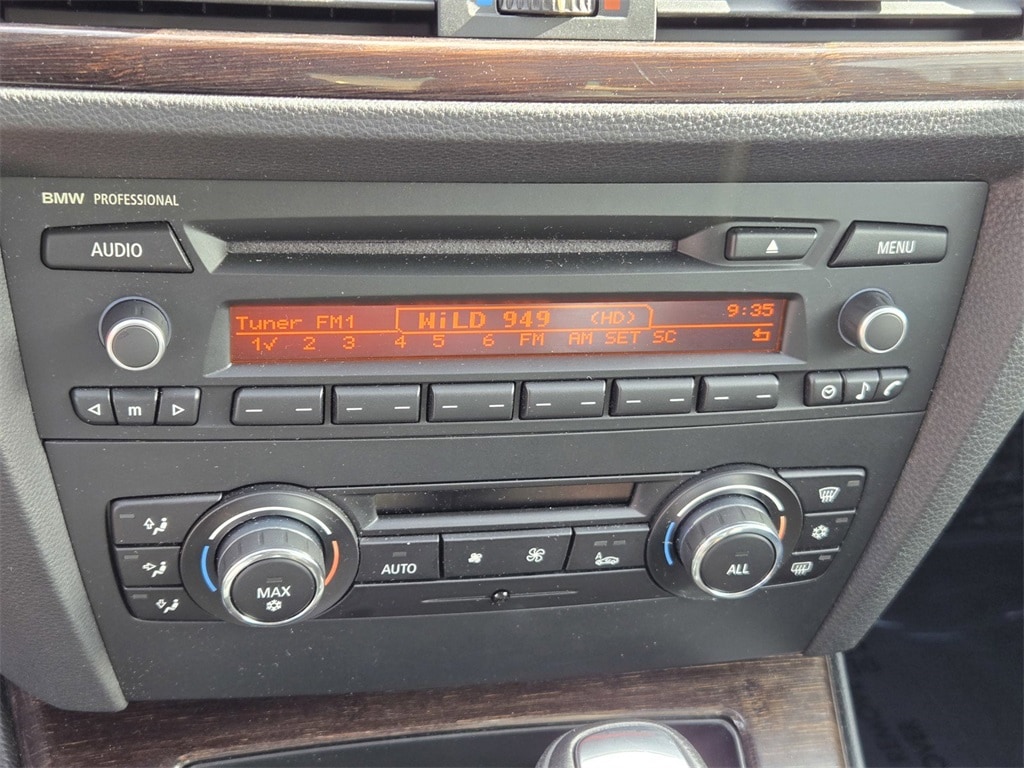 BMW PROFESSIONAL
AUDIO
MENU
Tuner FM1 WiLD 949 (HD) 9:35
1√ 2 3 4 5 6 FM AM SET SC
m
AUTO
A
MAX
ALL